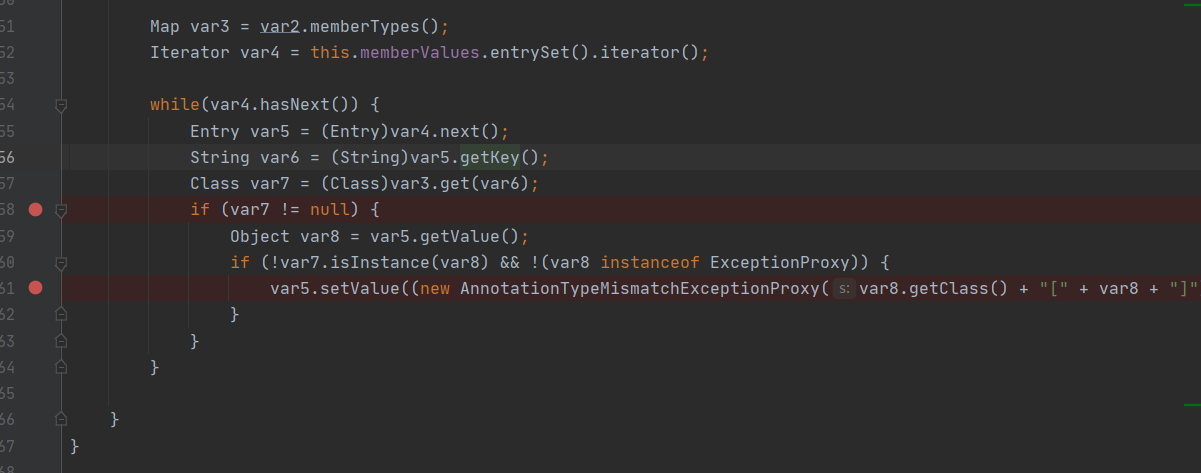 51 Map var3 = var2.memberTypes();
52 Iterator var4 = this.memberValues.entrySet().iterator();
53
54 while(var4.hasNext()) {
55 Entry var5 = (Entry)var4.next();
56 String var6 = (String)var5.getKey();
57 Class var7 = (Class)var3.get(var6);
58 if (var7 != null) {
59 Object var8 = var5.getValue();
60 if (!var7.isInstance(var8) && !(var8 instanceof ExceptionProxy)) {
61 var5.setValue((new AnnotationTypeMismatchExceptionProxy( s: var8.getClass() + "[" + var8 + "]"
62 }
63 }
64 }
65
66 }
67 }
68